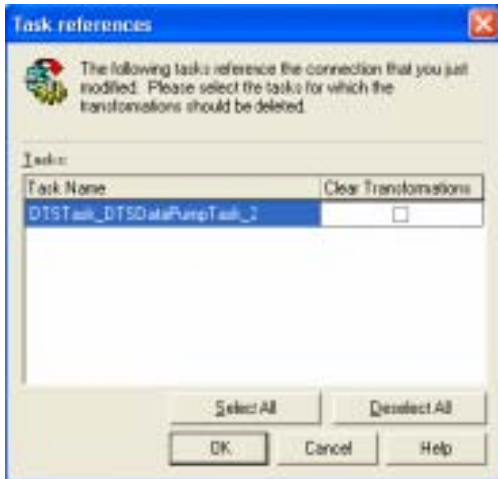 Task references
The following tasks reference the connection that you just
modified. Please select the tasks for which the
transformations should be deleted.
Tasks:
Task Name Clear Transformations
DTSTask_DTSDataPumpTask_2
Select All Deselect All
OK Cancel Help